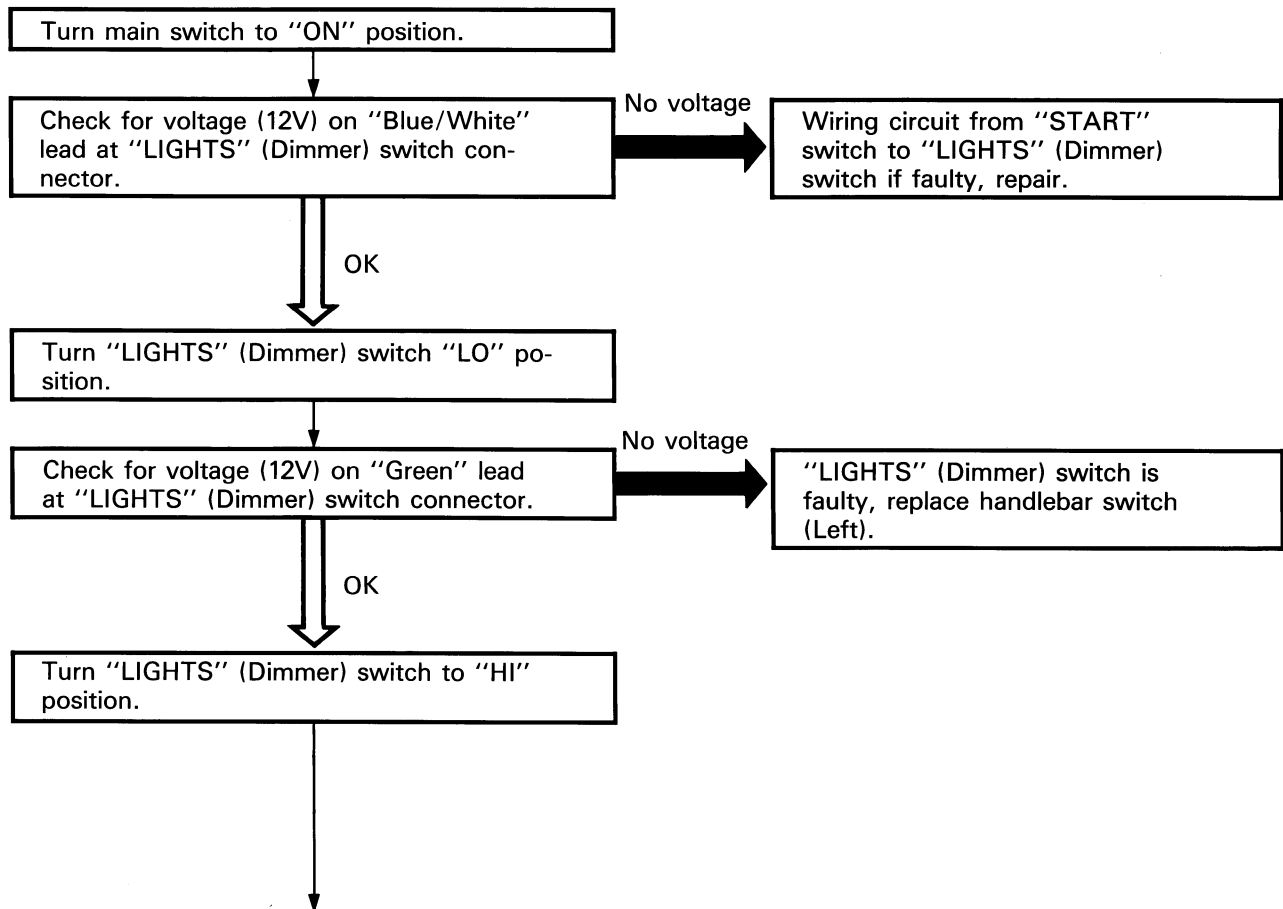 Turn main switch to “ON” position.
Check for voltage (12V) on “Blue/White”
lead at “LIGHTS” (Dimmer) switch con-
nector.
No voltage
Wiring circuit from “START”
switch to “LIGHTS” (Dimmer)
switch if faulty, repair.
OK
Turn “LIGHTS” (Dimmer) switch “LO” po-
sition.
Check for voltage (12V) on “Green” lead
at “LIGHTS” (Dimmer) switch connector.
No voltage
“LIGHTS” (Dimmer) switch is
faulty, replace handlebar switch
(Left).
OK
Turn “LIGHTS” (Dimmer) switch to “HI”
position.